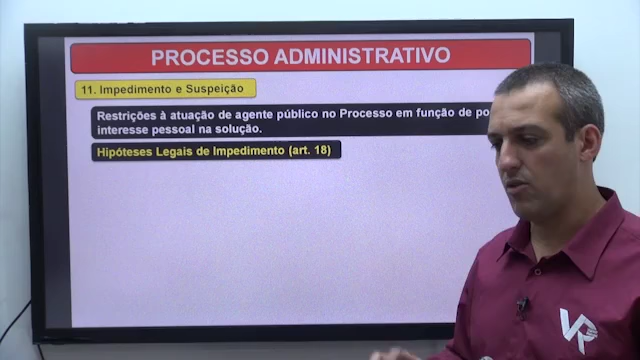 PROCESSO ADMINISTRATIVO
11. Impedimento e Suspeição
Restrições à atuação de agente público no Processo em função de
interesse pessoal na solução.
Hipóteses Legais de Impedimento (art. 18)